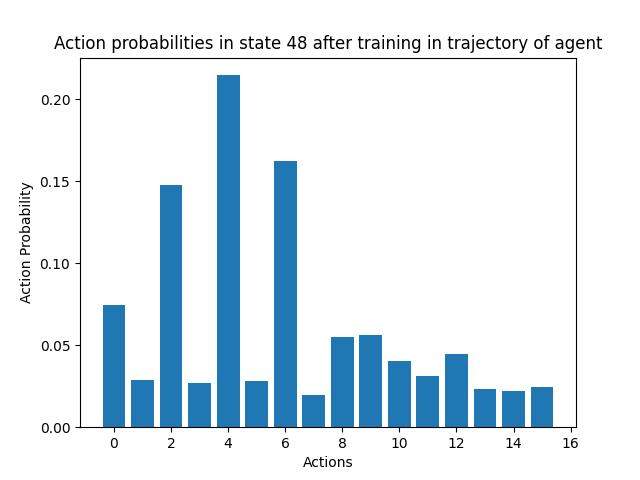 Action probabilities in state 48 after training in trajectory of agent
0.20
0.15
0.10
0.05
0.00
Action Probability
0 2 4 6 8 10 12 14 16
Actions